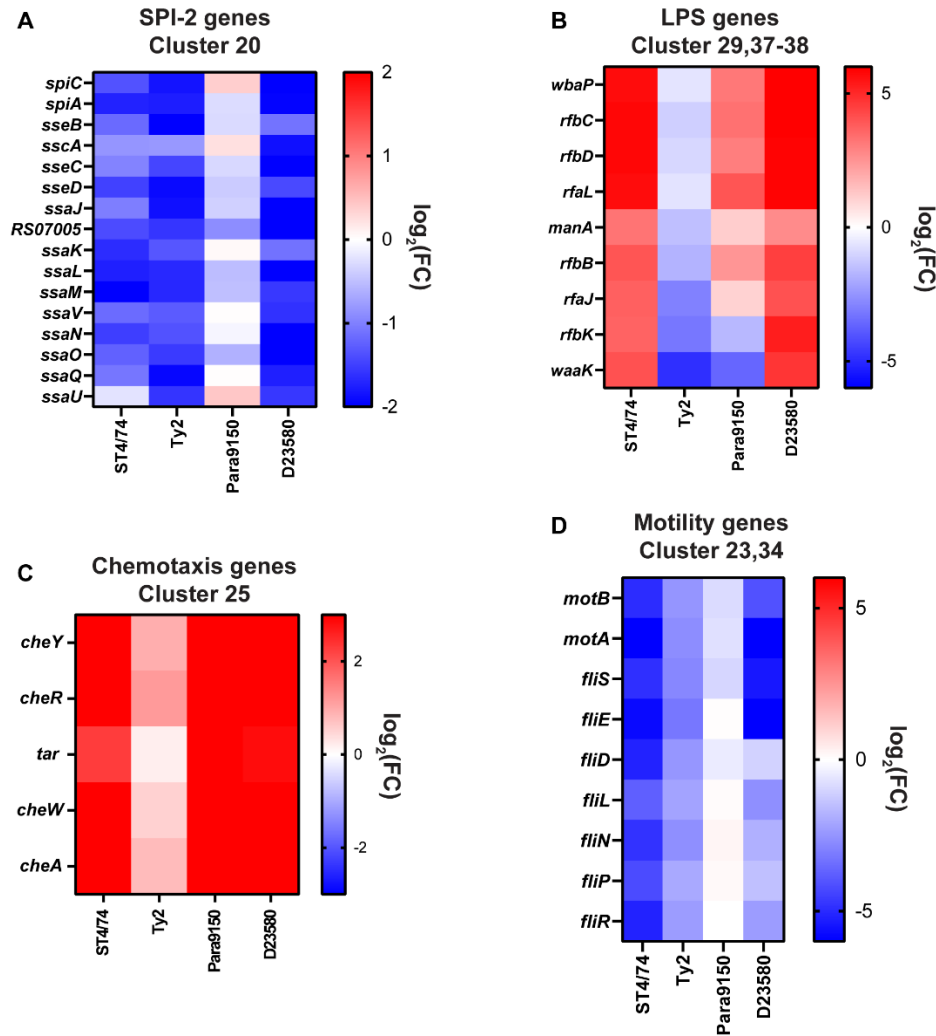 A
SPI-2 genes
Cluster 20
spiC
spiA
sseB
sscA
sseC
sseD
ssaJ
RS07005
ssaK
ssaL
ssaM
ssaV
ssaN
ssaO
ssaQ
ssaU
ST4/74
Ty2
Para9150
D23580
2
1
0
-1
-2
log2(FC)
B
LPS genes
Cluster 29,37-38
wbaP
rfbC
rfbD
rfaL
manA
rfbB
rfaJ
rfbK
waaK
ST4/74
Ty2
Para9150
D23580
5
0
-5
log2(FC)
C
Chemotaxis genes
Cluster 25
cheY
cheR
tar
cheW
cheA
ST4/74
Ty2
Para9150
D23580
2
0
-2
log2(FC)
D
Motility genes
Cluster 23,34
motB
motA
fliS
fliE
fliD
fliL
fliN
fliP
fliR
ST4/74
Ty2
Para9150
D23580
5
0
-5
log2(FC)